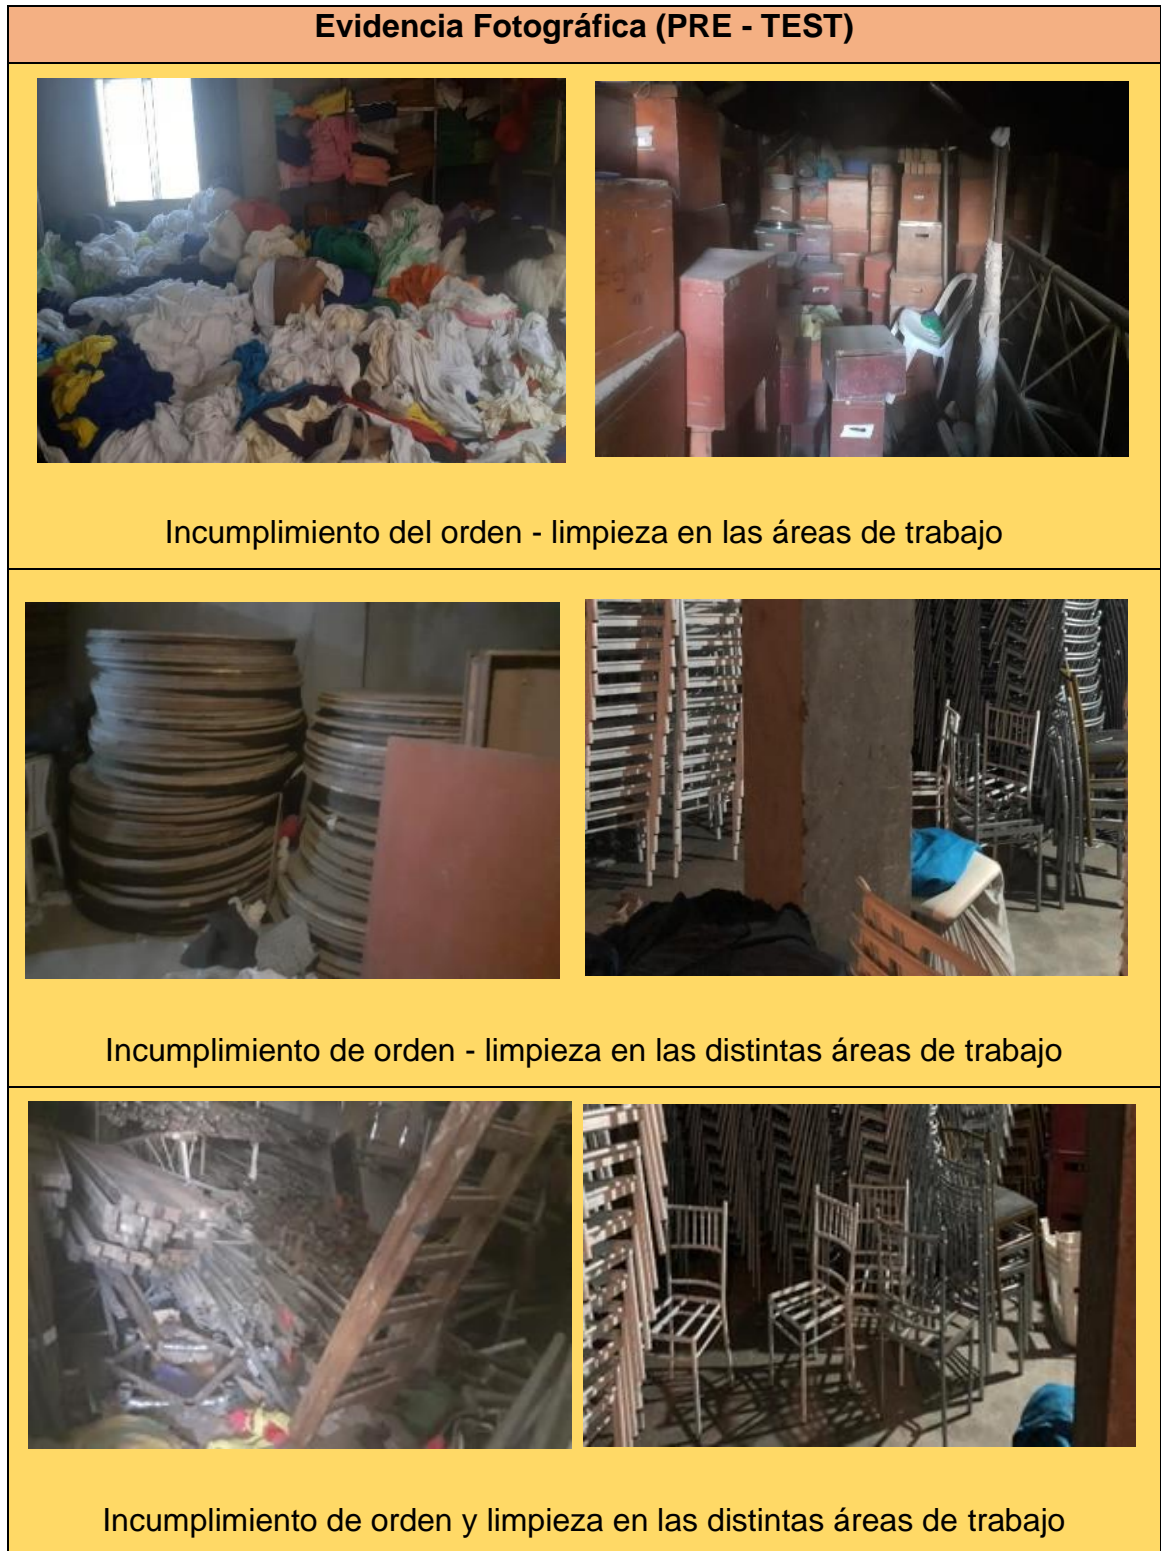 Evidencia Fotográfica (PRE - TEST)
Incumplimiento del orden - limpieza en las áreas de trabajo
Incumplimiento de orden - limpieza en las distintas áreas de trabajo
Incumplimiento de orden y limpieza en las distintas áreas de trabajo